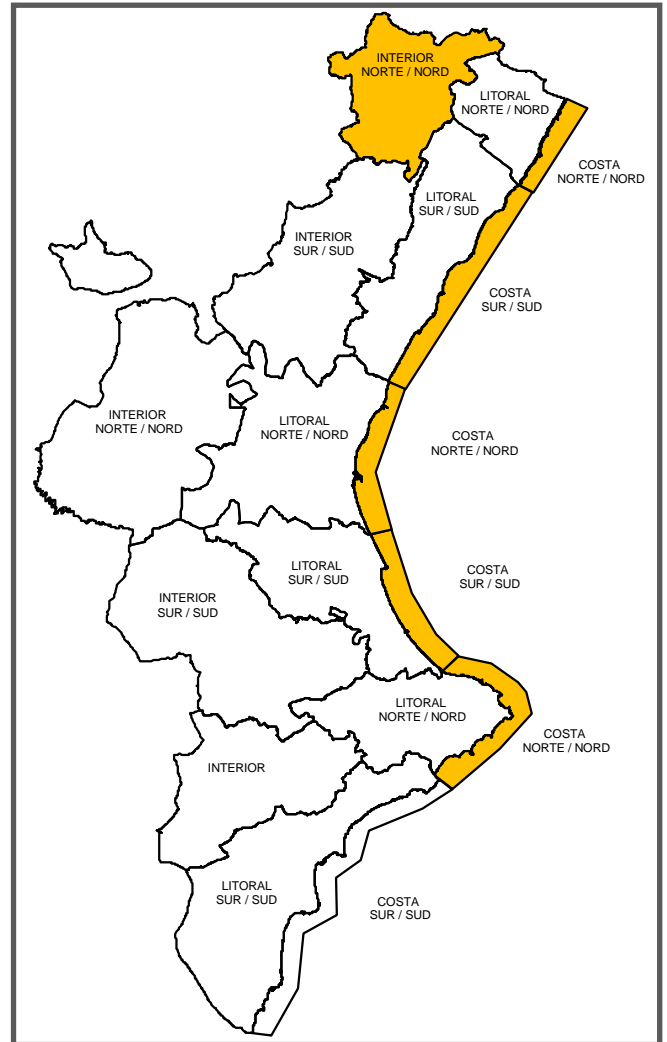 INTERIOR
NORTE / NORD
LITORAL
NORTE / NORD
COSTA
NORTE / NORD
LITORAL
SUR / SUD
INTERIOR
SUR / SUD
COSTA
SUR / SUD
INTERIOR
NORTE / NORD
LITORAL
NORTE / NORD
COSTA
NORTE / NORD
LITORAL
SUR / SUD
COSTA
SUR / SUD
INTERIOR
SUR / SUD
LITORAL
NORTE / NORD
COSTA
NORTE / NORD
INTERIOR
LITORAL
SUR / SUD
COSTA
SUR / SUD